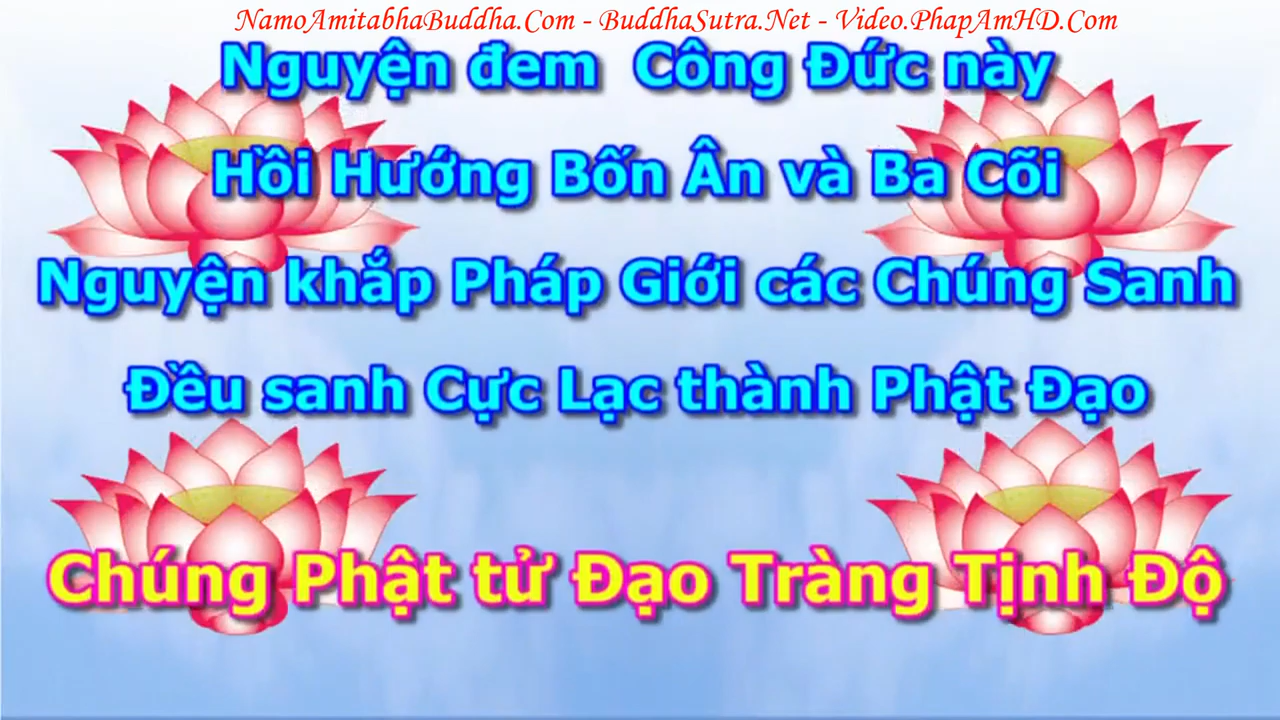 NamoAmitabhaBuddha.Com - BuddhaSutra.Net - Video.PhapAmHD.Com
Nguyện đem Công Đức này
Hồi Hướng Bốn Ân và Ba Cõi
Nguyện khắp Pháp Giới các Chúng Sanh
Đều sanh Cực Lạc thành Phật Đạo
Chúng Phật tử Đạo Tràng Tịnh Độ